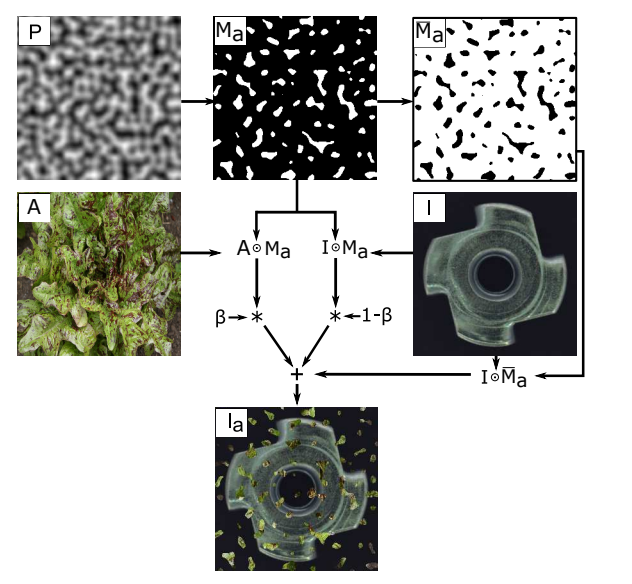 P
Mₐ
M̅ₐ
A
I
A⊙Mₐ
I⊙Mₐ
β
*
*
1-β
+
I⊙M̅ₐ
Iₐ